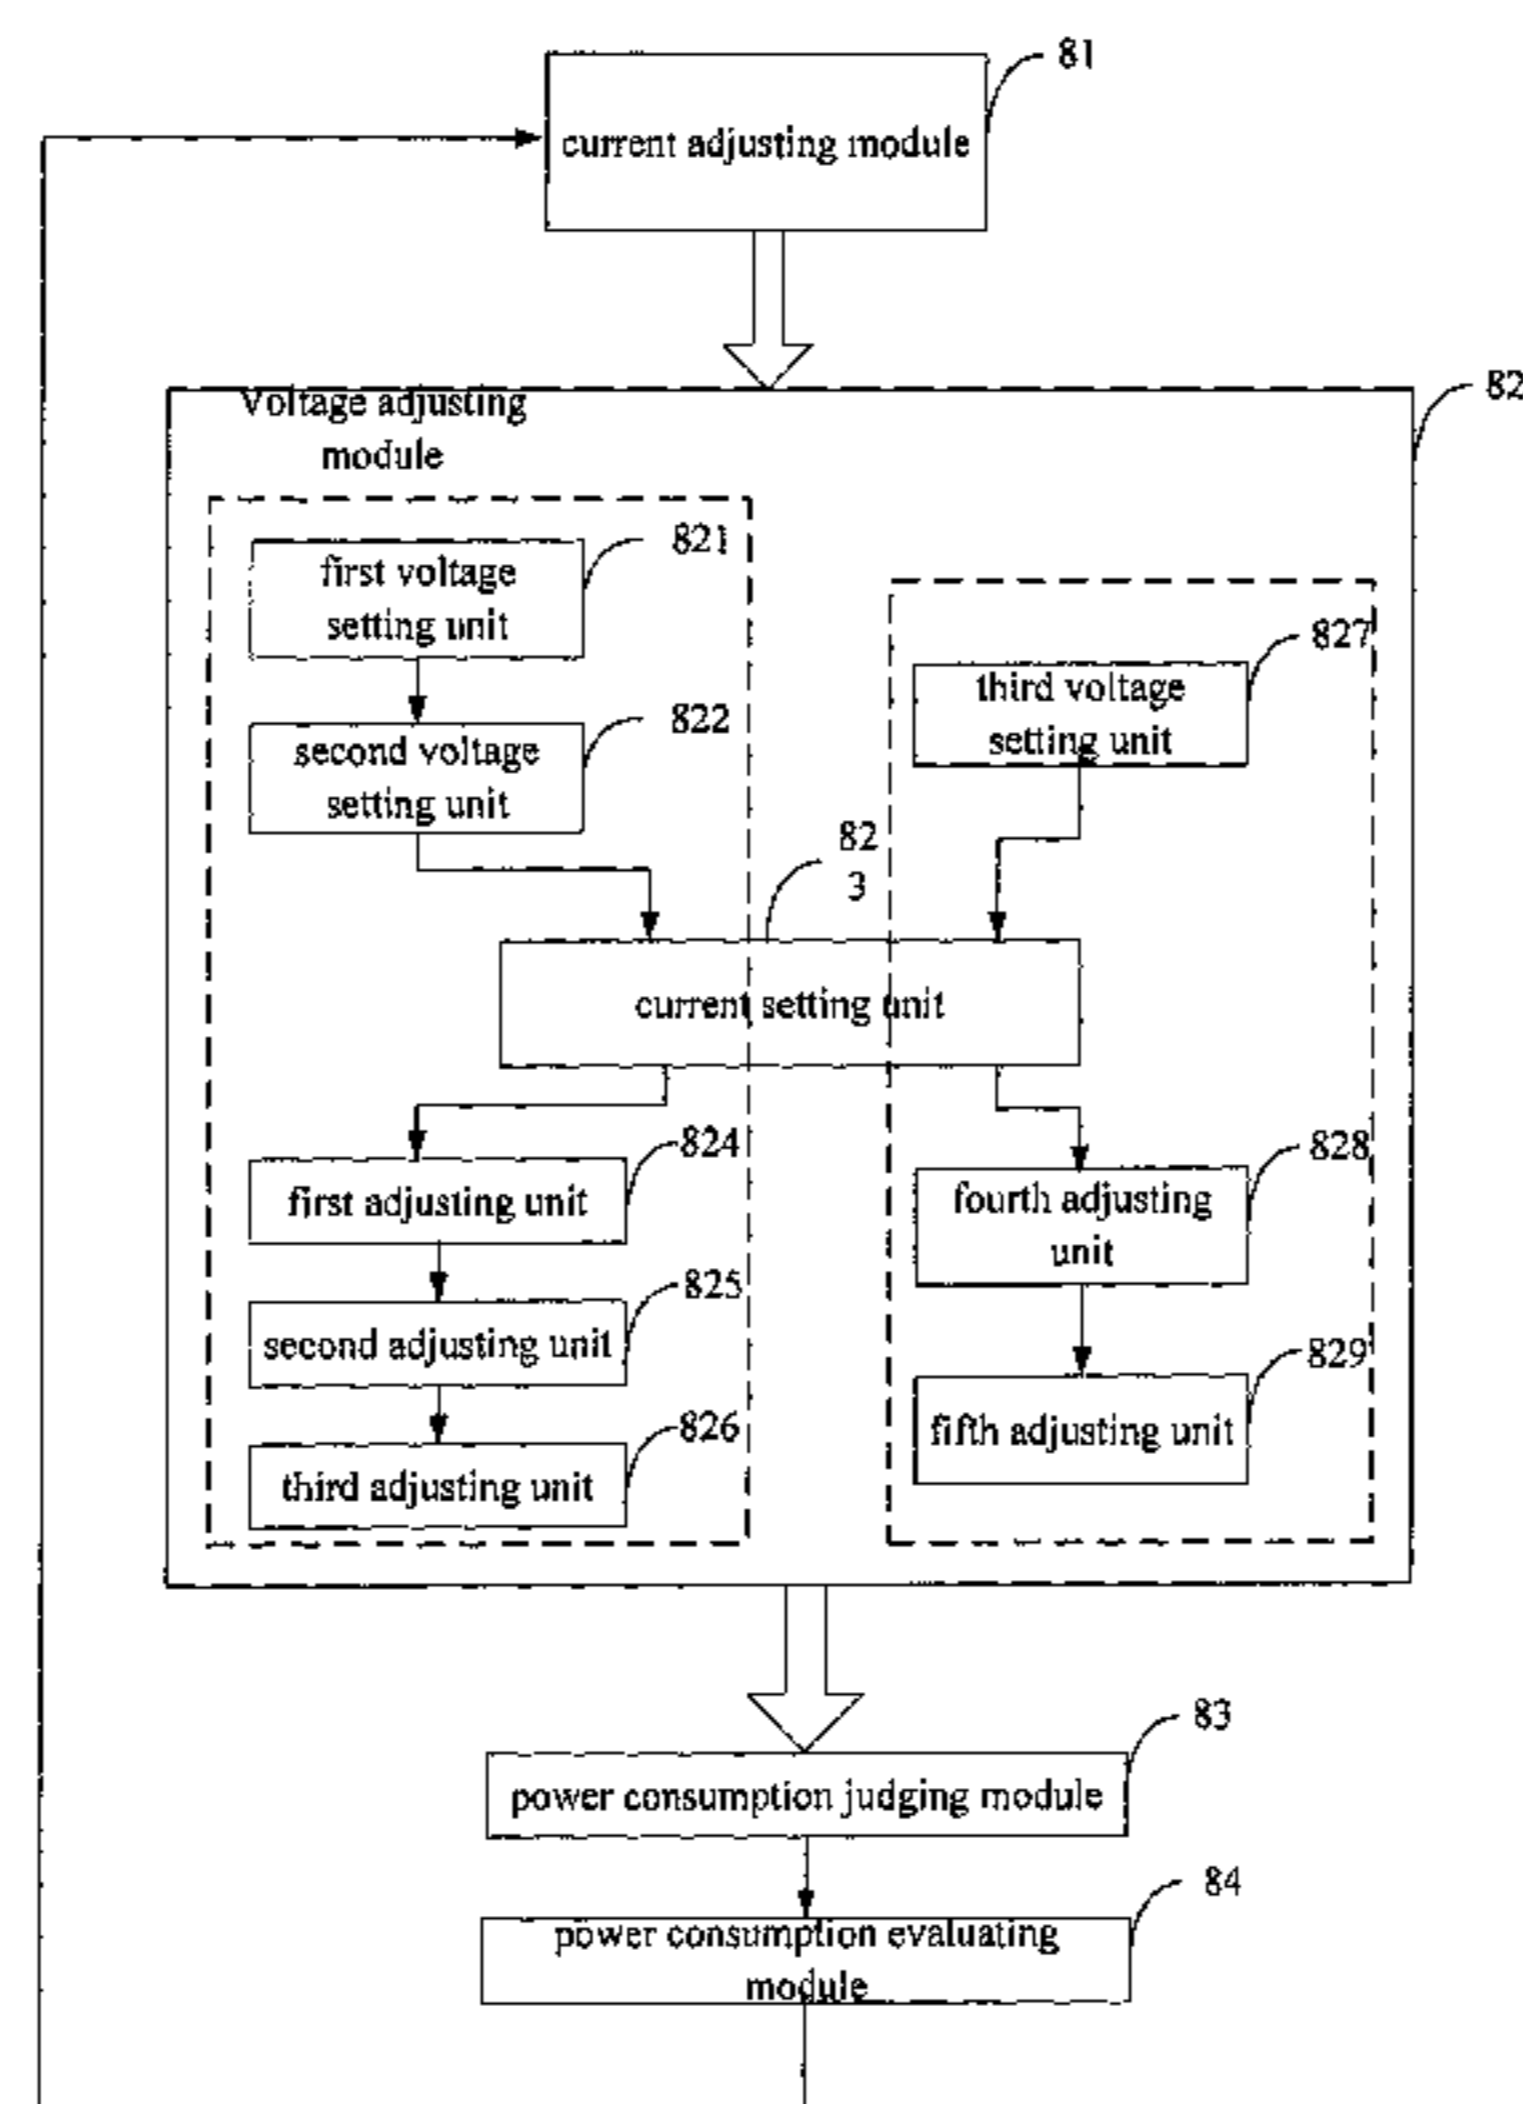 81
current adjusting module
82
Voltage adjusting
module
821
first voltage
setting unit
827
third voltage
setting unit
822
second voltage
setting unit
82
3
current setting unit
824
first adjusting unit
828
fourth adjusting
unit
825
second adjusting unit
829
fifth adjusting unit
826
third adjusting unit
83
power consumption judging module
84
power consumption evaluating
module